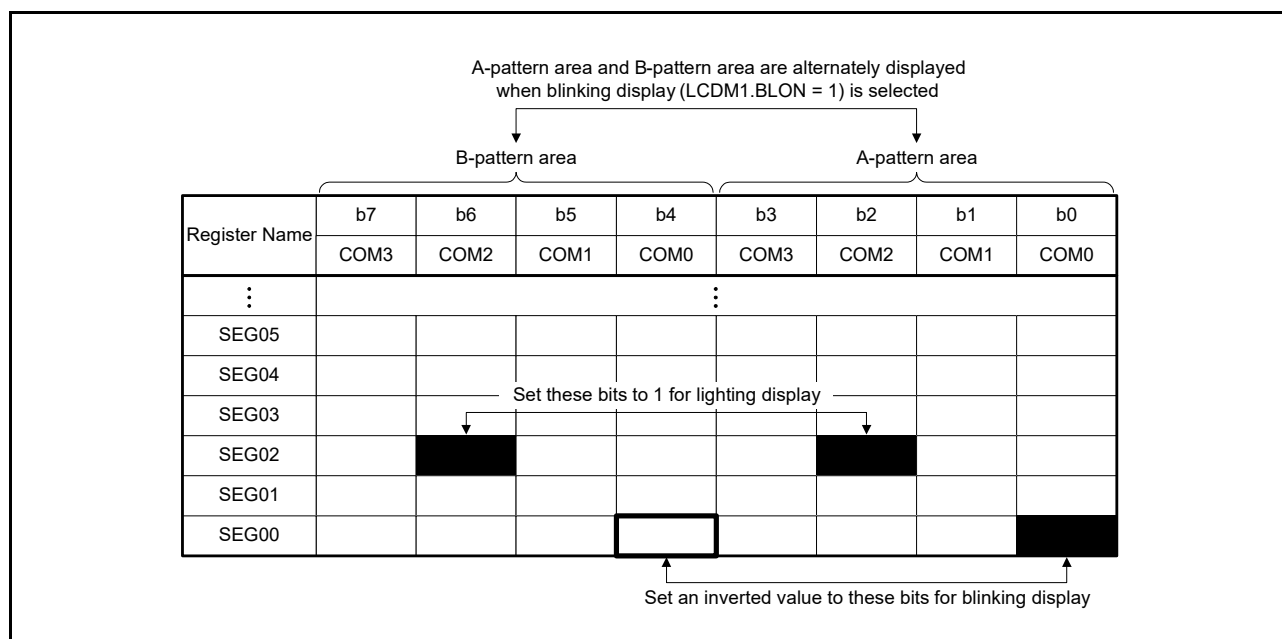 A-pattern area and B-pattern area are alternately displayed
when blinking display (LCDM1.BLON = 1) is selected
B-pattern area A-pattern area
Register Name b7 b6 b5 b4 b3 b2 b1 b0
COM3 COM2 COM1 COM0 COM3 COM2 COM1 COM0
⋮ ⋮
SEG05
SEG04
Set these bits to 1 for lighting display
SEG03
SEG02
SEG01
SEG00
Set an inverted value to these bits for blinking display